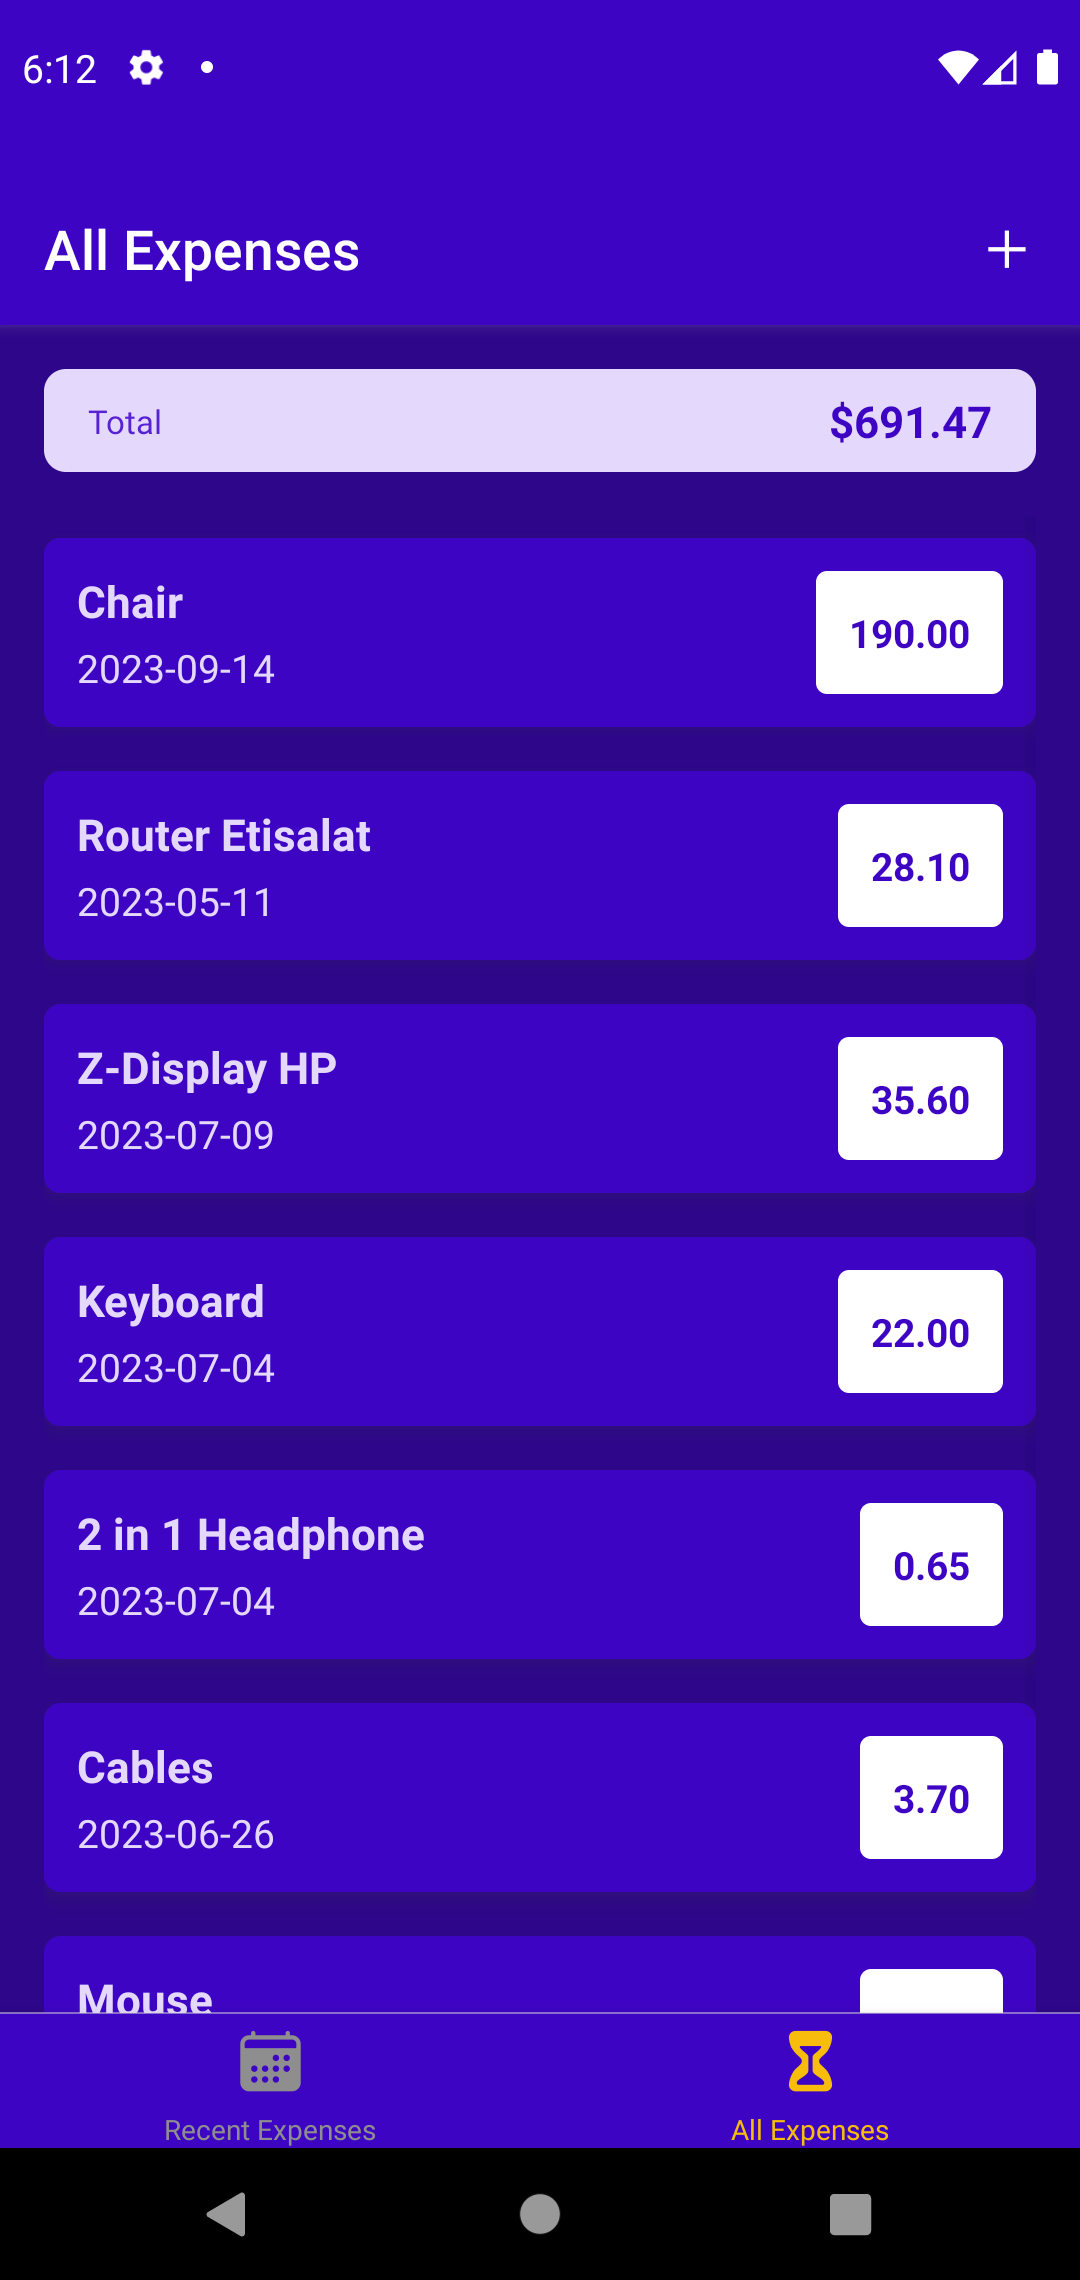 6:12
All Expenses
Total $691.47
Chair
190.00
2023-09-14
Router Etisalat
28.10
2023-05-11
Z-Display HP
35.60
2023-07-09
Keyboard
22.00
2023-07-04
2 in 1 Headphone
0.65
2023-07-04
Cables
3.70
2023-06-26
Mouse
Recent Expenses All Expenses